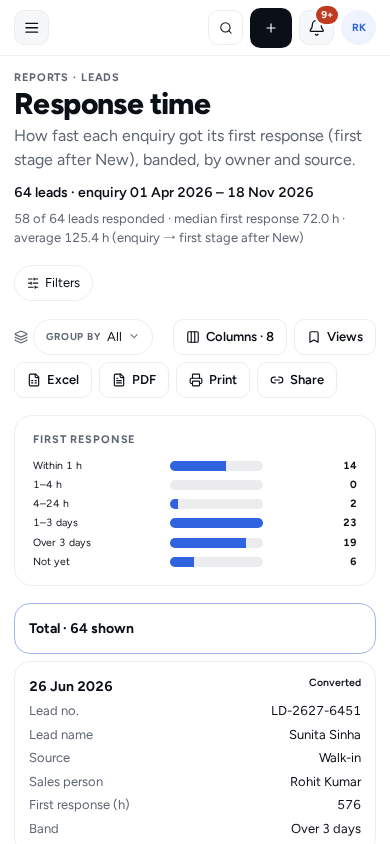 9+
RK
REPORTS · LEADS
Response time
How fast each enquiry got its first response (first
stage after New), banded, by owner and source.
64 leads · enquiry 01 Apr 2026 – 18 Nov 2026
58 of 64 leads responded · median first response 72.0 h ·
average 125.4 h (enquiry → first stage after New)
Filters
GROUP BY All
Columns · 8
Views
Excel
PDF
Print
Share
FIRST RESPONSE
Within 1 h 14
1–4 h 0
4–24 h 2
1–3 days 23
Over 3 days 19
Not yet 6
Total · 64 shown
26 Jun 2026 Converted
Lead no. LD-2627-6451
Lead name Sunita Sinha
Source Walk-in
Sales person Rohit Kumar
First response (h) 576
Band Over 3 days